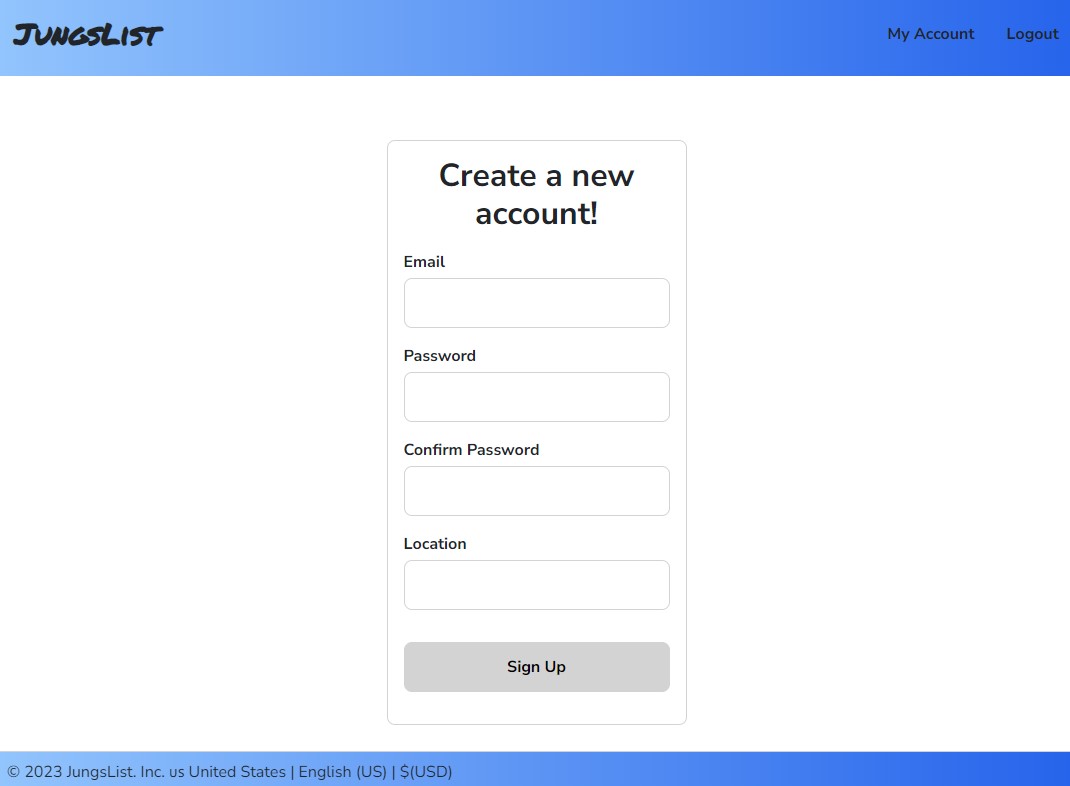 JungsList
My Account
Logout
Create a new
account!
Email
Password
Confirm Password
Location
Sign Up
© 2023 JungsList. Inc. us United States | English (US) | $(USD)